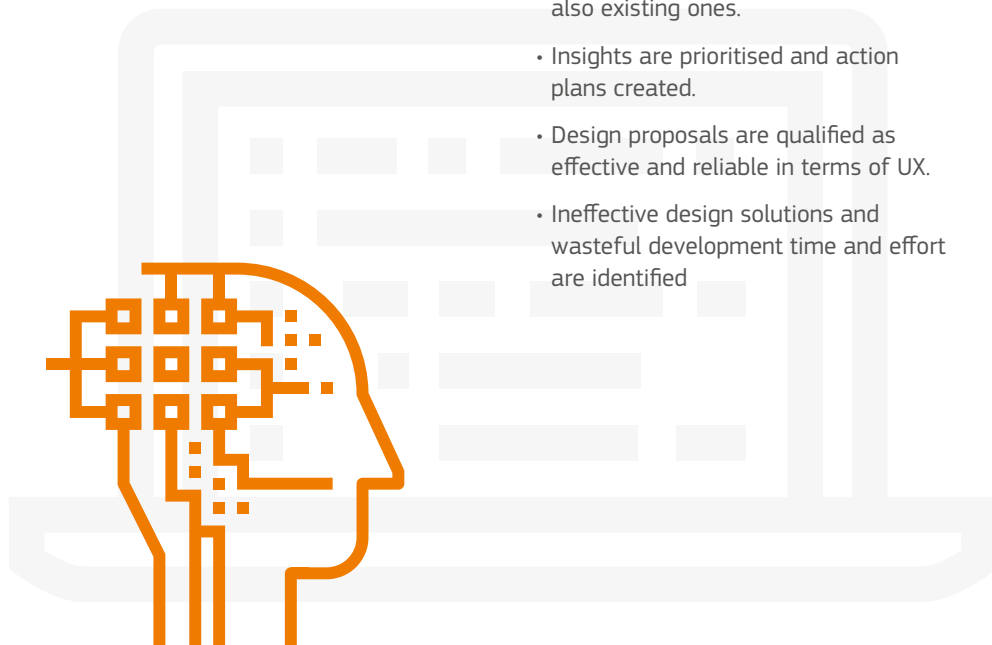 also existing ones.
• Insights are prioritised and action
plans created.
• Design proposals are qualified as
effective and reliable in terms of UX.
• Ineffective design solutions and
wasteful development time and effort
are identified